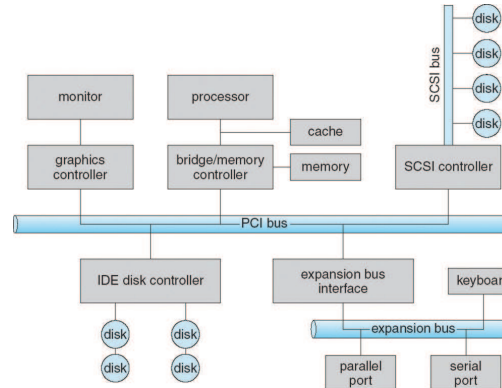 disk
disk
disk
disk
SCSI bus
monitor
processor
cache
graphics
controller
bridge/memory
controller
memory
SCSI controller
PCI bus
IDE disk controller
expansion bus
interface
keyboar
disk
disk
disk
disk
expansion bus
parallel
port
serial
port